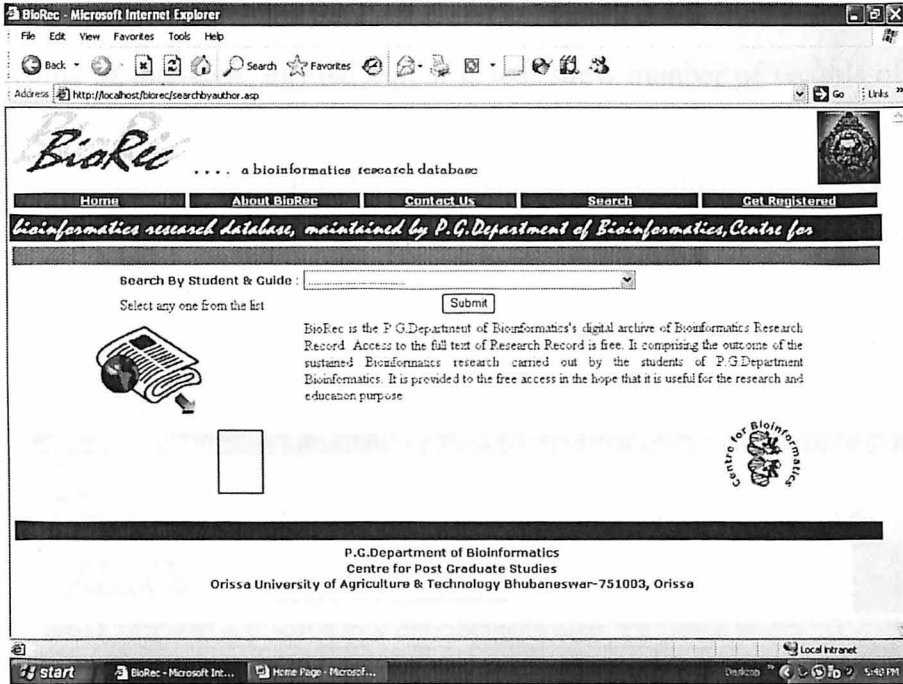 BioRec - Microsoft Internet Explorer
File Edit View Favorites Tools Help
Back Search Favorites
Address http://localhost/biorec/searchbyauthor.asp Go Links »
BioRec .... a bioinformatics research database
Home About BioRec Contact Us Search Get Registered
bioinformatics research database, maintained by P.G.Department of Bioinformatics,Centre for
Search By Student & Guide :
Select any one from the list Submit
BioRec is the P G.Department of Bioinformatics's digital archive of Bioinformatics Research
Record. Access to the full text of Research Record is free. It comprising the outcome of the
sustained Bioinformatics research carried out by the students of P.G.Department
Bioinformatics. It is provided to the free access in the hope that it is useful for the research and
education purpose
Centre for Bioinformatics
P.G.Department of Bioinformatics
Centre for Post Graduate Studies
Orissa University of Agriculture & Technology Bhubaneswar-751003, Orissa
Local intranet
start BioRec - Microsoft Int... Home Page - Microsof... Desktop » 5:40 PM